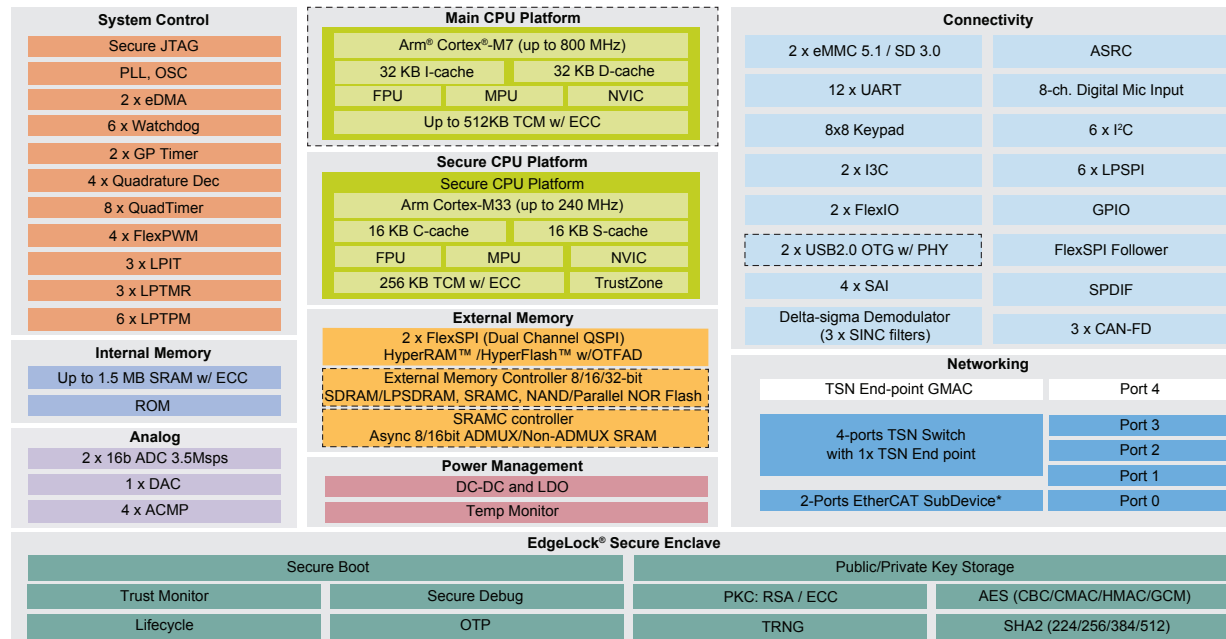 System Control
Secure JTAG
PLL, OSC
2 x eDMA
6 x Watchdog
2 x GP Timer
4 x Quadrature Dec
8 x QuadTimer
4 x FlexPWM
3 x LPIT
3 x LPTMR
6 x LPTPM
Internal Memory
Up to 1.5 MB SRAM w/ ECC
ROM
Analog
2 x 16b ADC 3.5Msps
1 x DAC
4 x ACMP
Main CPU Platform
Arm® Cortex®-M7 (up to 800 MHz)
32 KB I-cache
32 KB D-cache
FPU
MPU
NVIC
Up to 512KB TCM w/ ECC
Secure CPU Platform
Secure CPU Platform
Arm Cortex-M33 (up to 240 MHz)
16 KB C-cache
16 KB S-cache
FPU
MPU
NVIC
256 KB TCM w/ ECC
TrustZone
External Memory
2 x FlexSPI (Dual Channel QSPI)
HyperRAM™ /HyperFlash™ w/OTFAD
External Memory Controller 8/16/32-bit
SDRAM/LPSDRAM, SRAMC, NAND/Parallel NOR Flash
SRAMC controller
Async 8/16bit ADMUX/Non-ADMUX SRAM
Power Management
DC-DC and LDO
Temp Monitor
Connectivity
2 x eMMC 5.1 / SD 3.0
ASRC
12 x UART
8-ch. Digital Mic Input
8x8 Keypad
6 x I²C
2 x I3C
6 x LPSPI
2 x FlexIO
GPIO
2 x USB2.0 OTG w/ PHY
FlexSPI Follower
4 x SAI
SPDIF
Delta-sigma Demodulator
(3 x SINC filters)
3 x CAN-FD
Networking
TSN End-point GMAC
Port 4
4-ports TSN Switch
with 1x TSN End point
Port 3
Port 2
Port 1
2-Ports EtherCAT SubDevice*
Port 0
EdgeLock® Secure Enclave
Secure Boot
Public/Private Key Storage
Trust Monitor
Secure Debug
PKC: RSA / ECC
AES (CBC/CMAC/HMAC/GCM)
Lifecycle
OTP
TRNG
SHA2 (224/256/384/512)